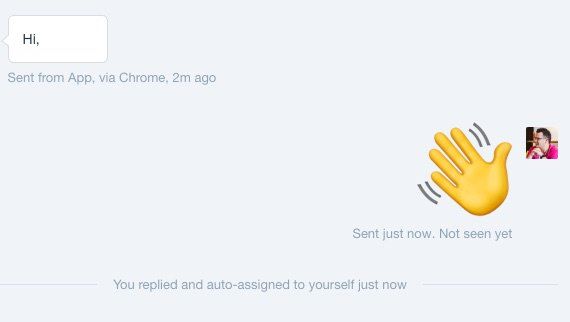 Hi,
Sent from App, via Chrome, 2m ago
Sent just now. Not seen yet
You replied and auto-assigned to yourself just now